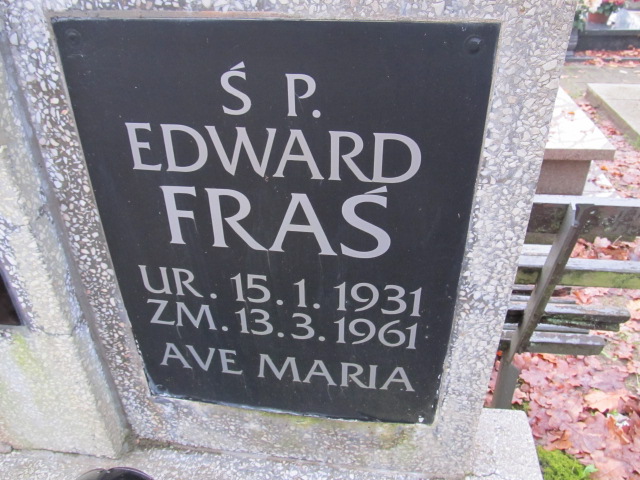 Ś P.
EDWARD
FRAŚ
UR. 15.1.1931
ZM.13.3.1961
AVE MARIA